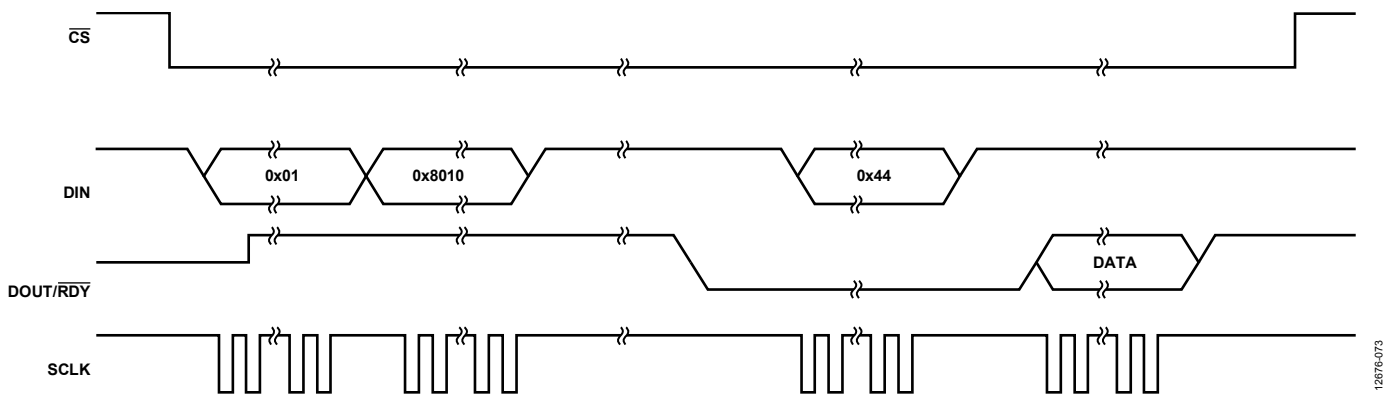 CS
DIN
0x01
0x8010
0x44
DOUT/RDY
DATA
SCLK
12676-073